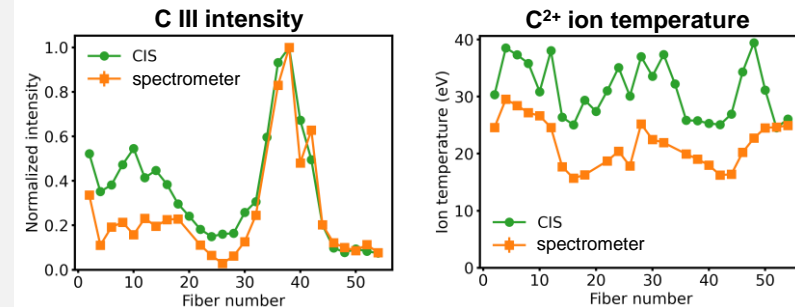 C III intensity
1.0
0.8
0.6
0.4
0.2
0.0
Normalized intensity
CIS
spectrometer
0 10 20 30 40 50
Fiber number
C²⁺ ion temperature
40
30
20
10
0
Ion temperature (eV)
CIS
spectrometer
0 10 20 30 40 50
Fiber number